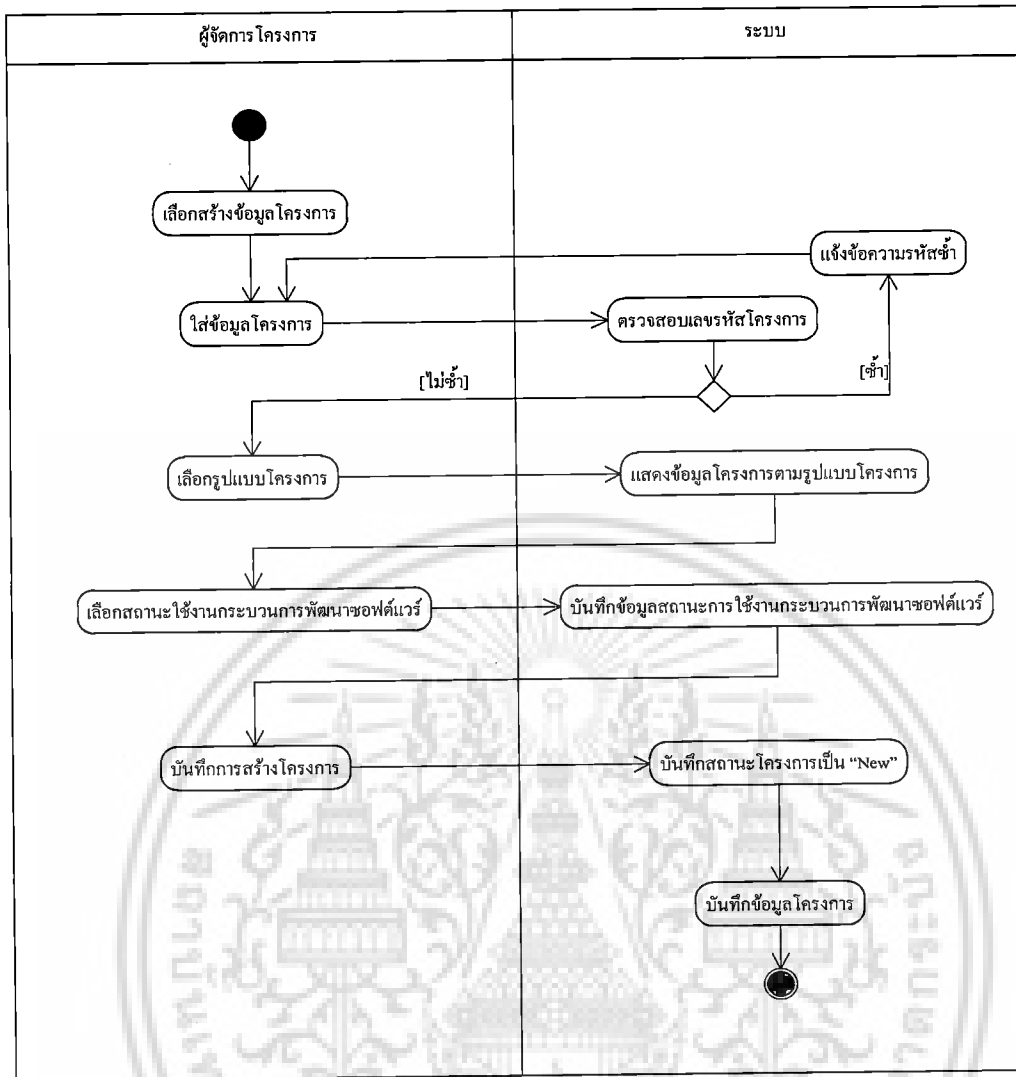 ผู้จัดการโครงการ
ระบบ
เลือกสร้างข้อมูลโครงการ
แจ้งข้อความรหัสซ้ำ
ใส่ข้อมูลโครงการ
ตรวจสอบเลขรหัสโครงการ
[ไม่ซ้ำ]
[ซ้ำ]
เลือกรูปแบบโครงการ
แสดงข้อมูลโครงการตามรูปแบบโครงการ
เลือกสถานะใช้งานกระบวนการพัฒนาซอฟต์แวร์
บันทึกข้อมูลสถานะการใช้งานกระบวนการพัฒนาซอฟต์แวร์
บันทึกการสร้างโครงการ
บันทึกสถานะโครงการเป็น “New”
บันทึกข้อมูลโครงการ